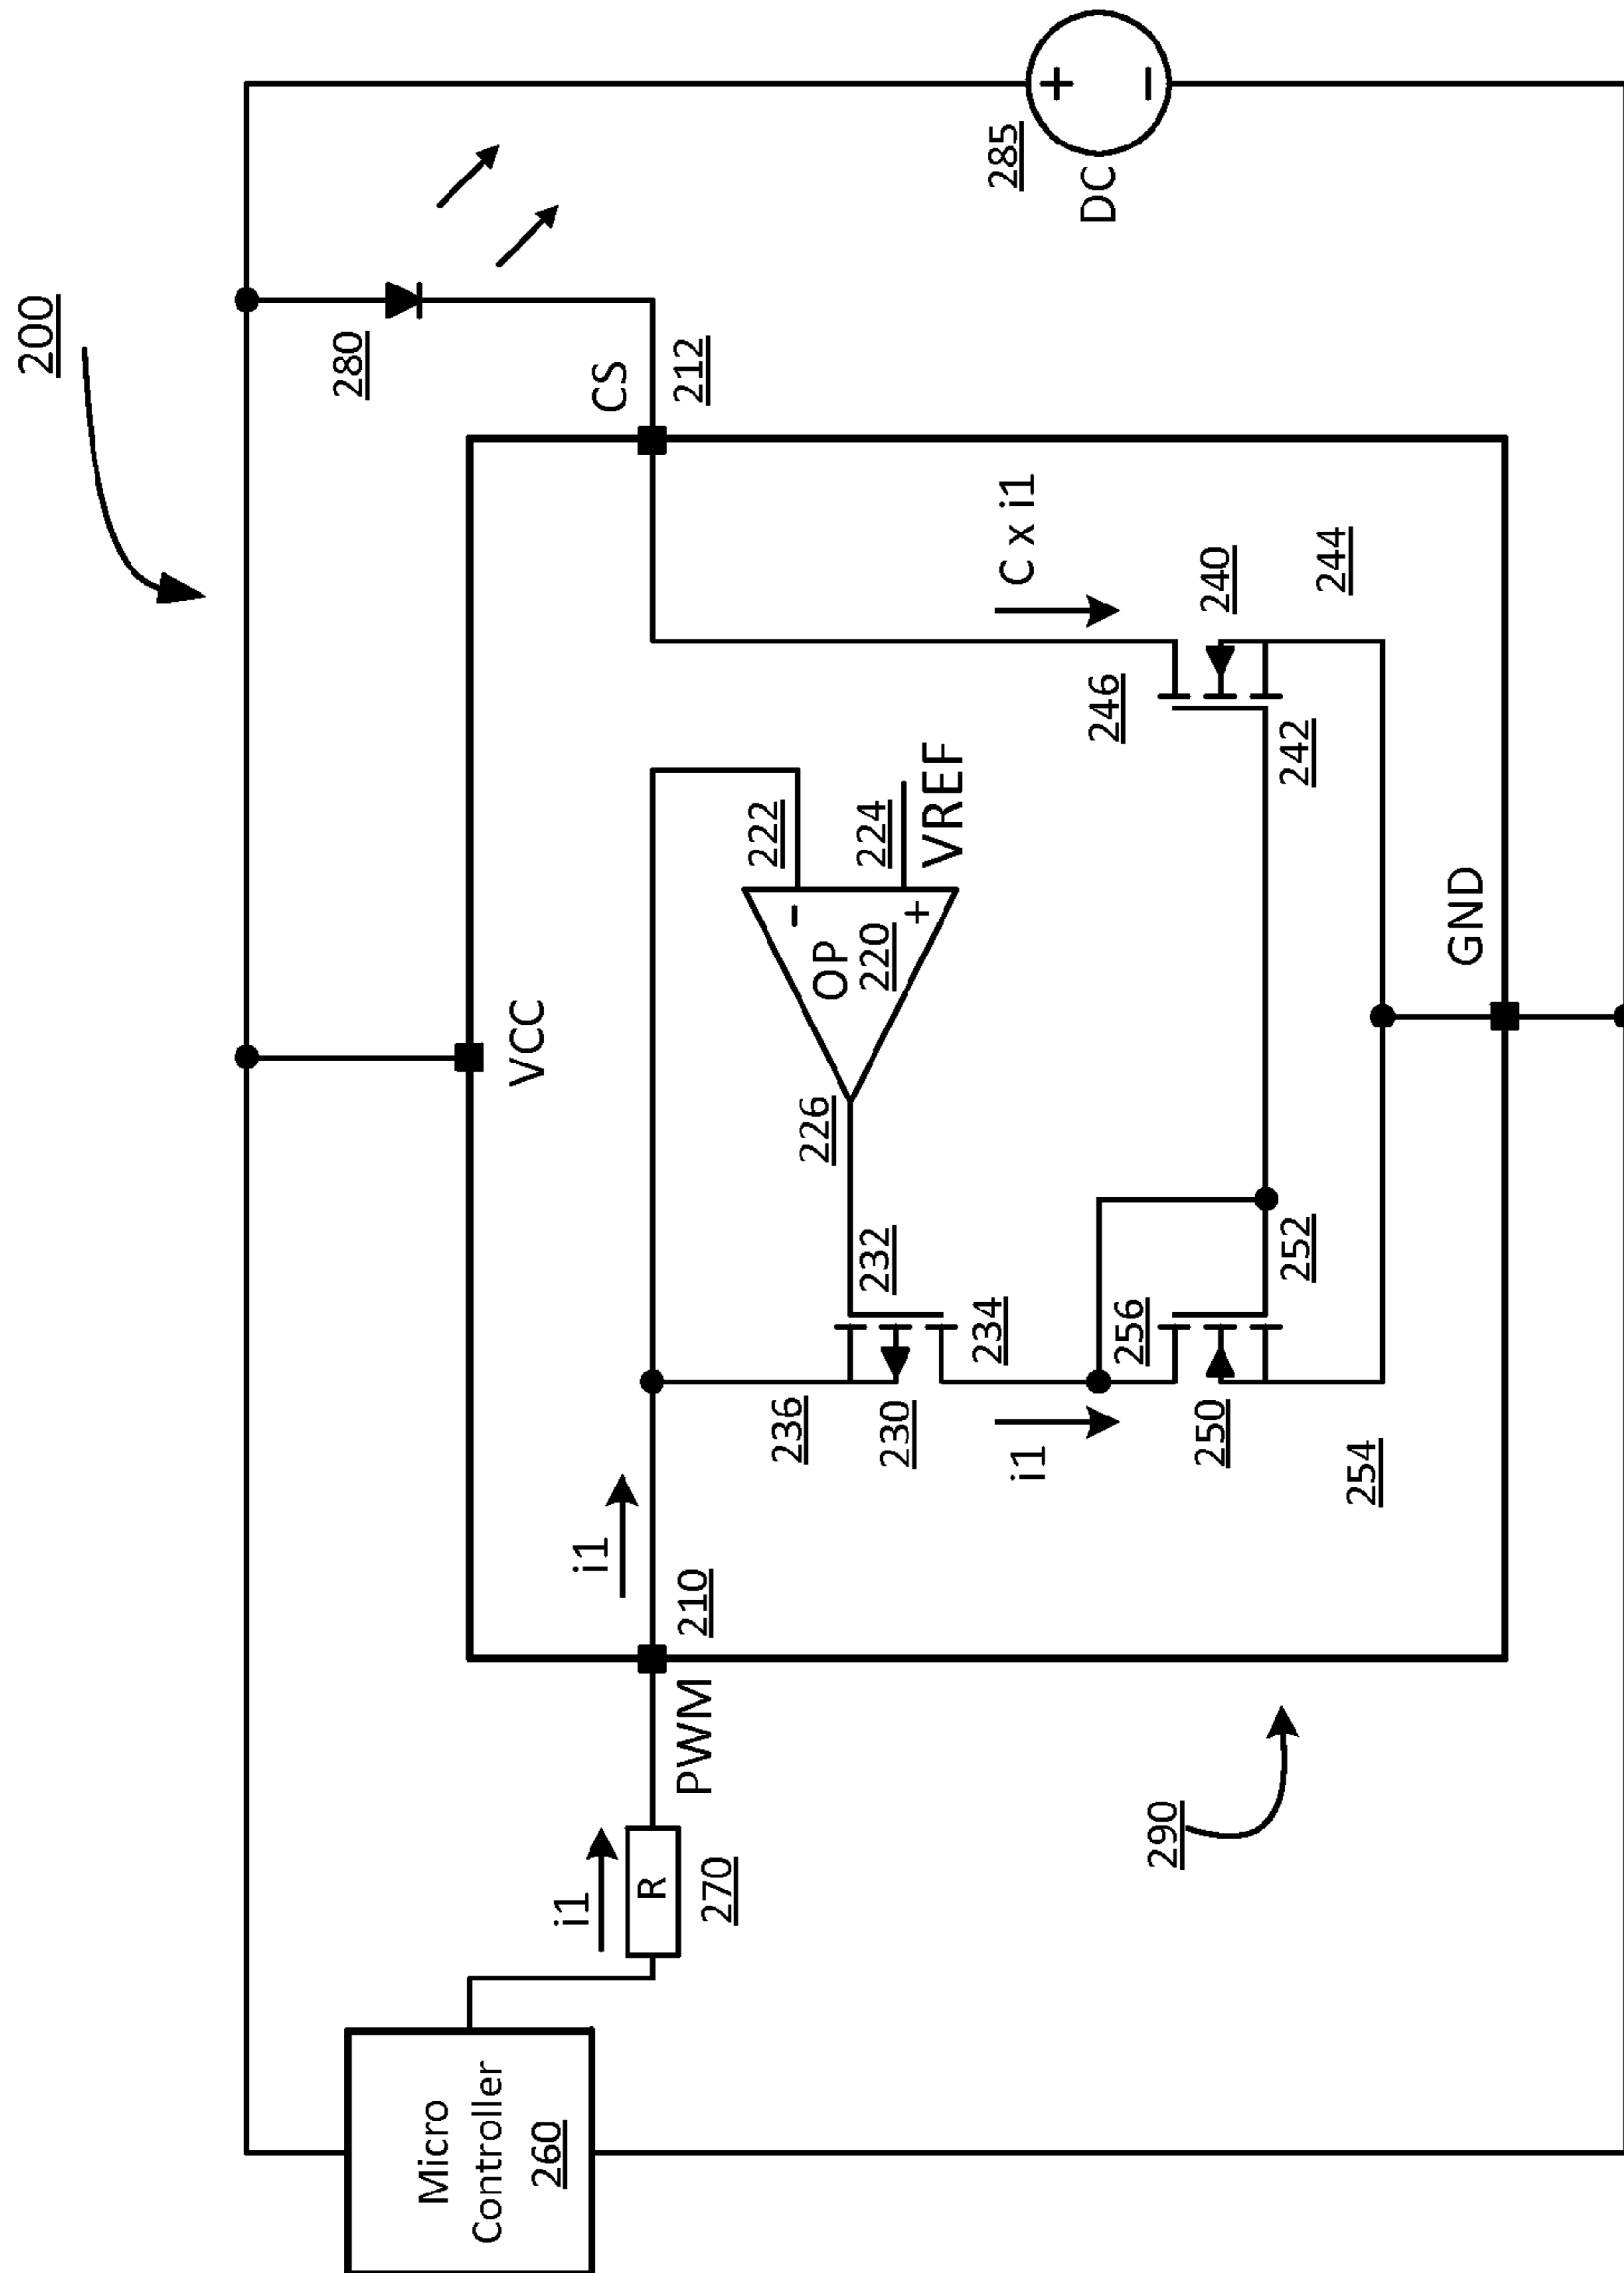 200
280
CS
212
285
+
−
DC
VCC
222
-
OP
220
+
224
VREF
226
C x i1
246
240
242
244
232
236
230
234
i1
256
250
252
254
GND
i1
210
PWM
i1
R
270
290
Micro
Controller
260